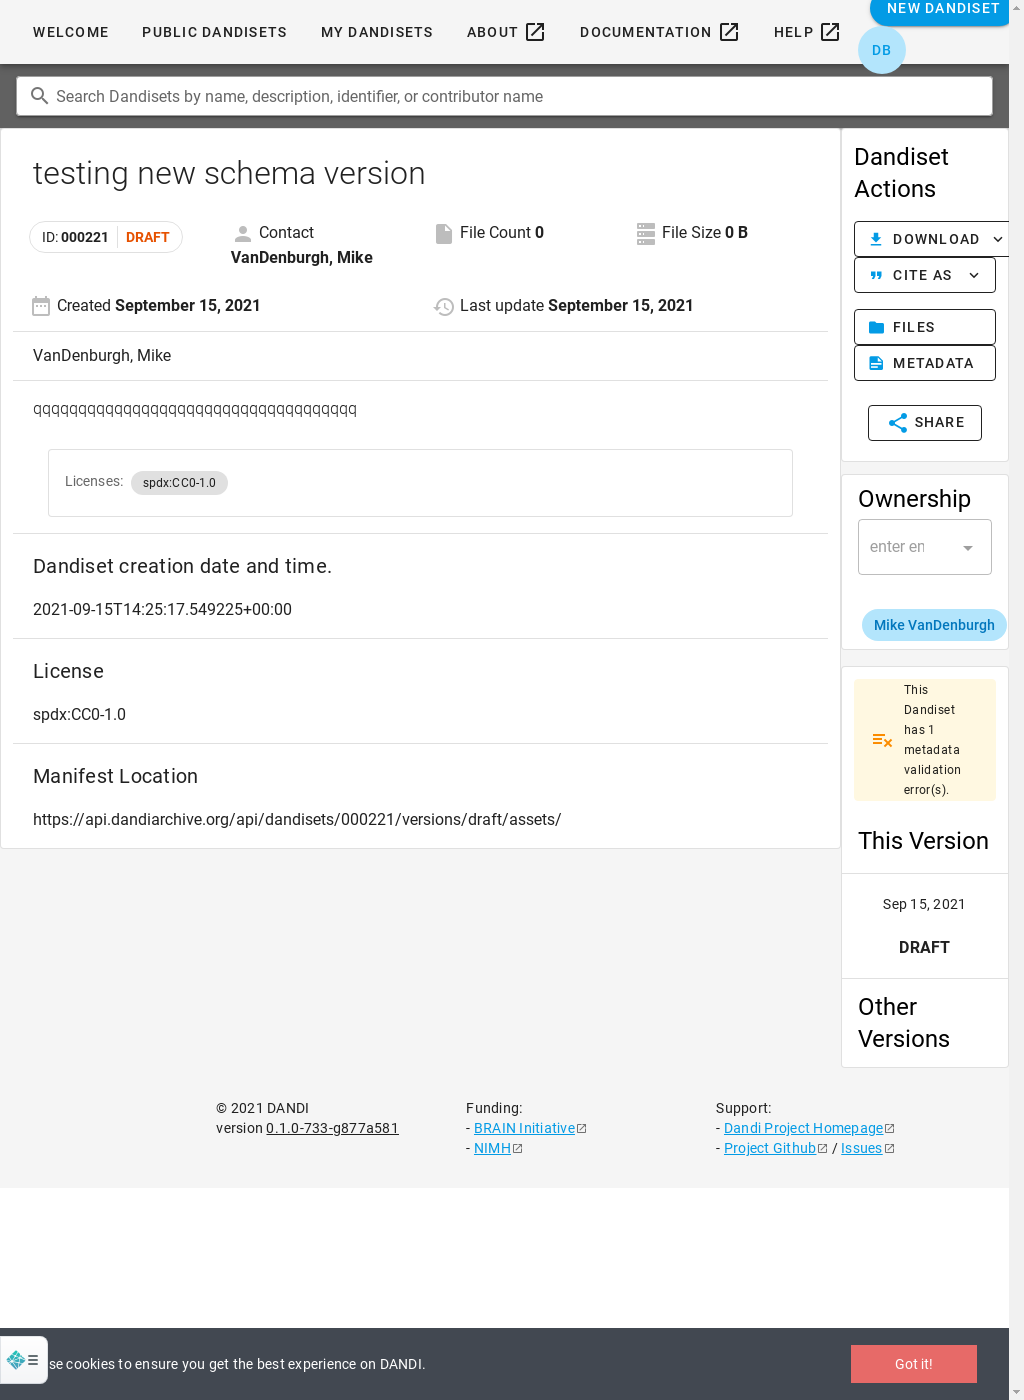 NEW DANDISET
WELCOME PUBLIC DANDISETS MY DANDISETS ABOUT DOCUMENTATION HELP
DB
Search Dandisets by name, description, identifier, or contributor name
testing new schema version
ID: 000221 DRAFT
Contact
VanDenburgh, Mike
File Count 0
File Size 0 B
Created September 15, 2021
Last update September 15, 2021
VanDenburgh, Mike
qqqqqqqqqqqqqqqqqqqqqqqqqqqqqqqqqqqq
Licenses: spdx:CC0-1.0
Dandiset creation date and time.
2021-09-15T14:25:17.549225+00:00
License
spdx:CC0-1.0
Manifest Location
https://api.dandiarchive.org/api/dandisets/000221/versions/draft/assets/
Dandiset
Actions
DOWNLOAD
CITE AS
FILES
METADATA
SHARE
Ownership
enter en
Mike VanDenburgh
This
Dandiset
has 1
metadata
validation
error(s).
This Version
Sep 15, 2021
DRAFT
Other
Versions
© 2021 DANDI
version 0.1.0-733-g877a581
Funding:
- BRAIN Initiative
- NIMH
Support:
- Dandi Project Homepage
- Project Github / Issues
se cookies to ensure you get the best experience on DANDI.
Got it!